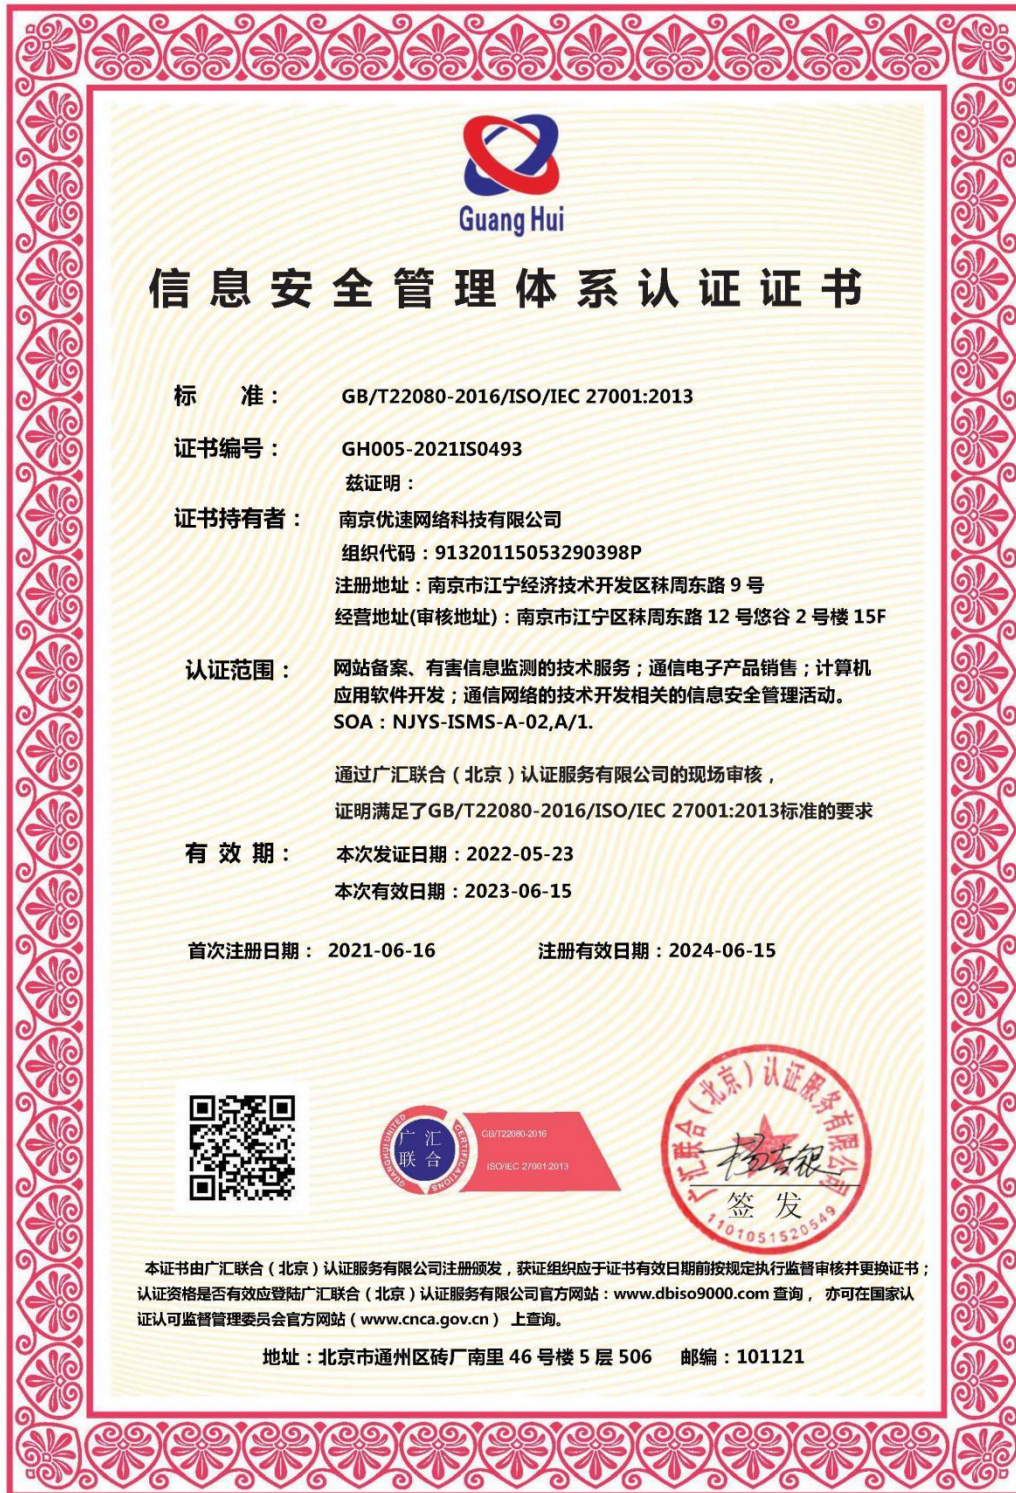 Guang Hui
信息安全管理体系认证证书
标 准： GB/T22080-2016/ISO/IEC 27001:2013
证书编号： GH005-2021IS0493
兹证明：
证书持有者： 南京优速网络科技有限公司
组织代码：91320115053290398P
注册地址：南京市江宁经济技术开发区秣周东路 9 号
经营地址(审核地址)：南京市江宁区秣周东路 12 号悠谷 2 号楼 15F
认证范围： 网站备案、有害信息监测的技术服务；通信电子产品销售；计算机
应用软件开发；通信网络的技术开发相关的信息安全管理活动。
SOA：NJYS-ISMS-A-02,A/1.
通过广汇联合（北京）认证服务有限公司的现场审核，
证明满足了GB/T22080-2016/ISO/IEC 27001:2013标准的要求
有 效 期： 本次发证日期：2022-05-23
本次有效日期：2023-06-15
首次注册日期： 2021-06-16 注册有效日期：2024-06-15
GUANGHUI UNITED CERTIFICATIONS
广汇
联合
GB/T22080-2016
ISO/IEC 27001:2013
广汇联合（北京）认证服务有限公司
杨吉银
签 发
1101051520549
本证书由广汇联合（北京）认证服务有限公司注册颁发，获证组织应于证书有效日期前按规定执行监督审核并更换证书；
认证资格是否有效应登陆广汇联合（北京）认证服务有限公司官方网站：www.dbiso9000.com 查询， 亦可在国家认
证认可监督管理委员会官方网站（www.cnca.gov.cn） 上查询。
地址：北京市通州区砖厂南里 46 号楼 5 层 506 邮编：101121